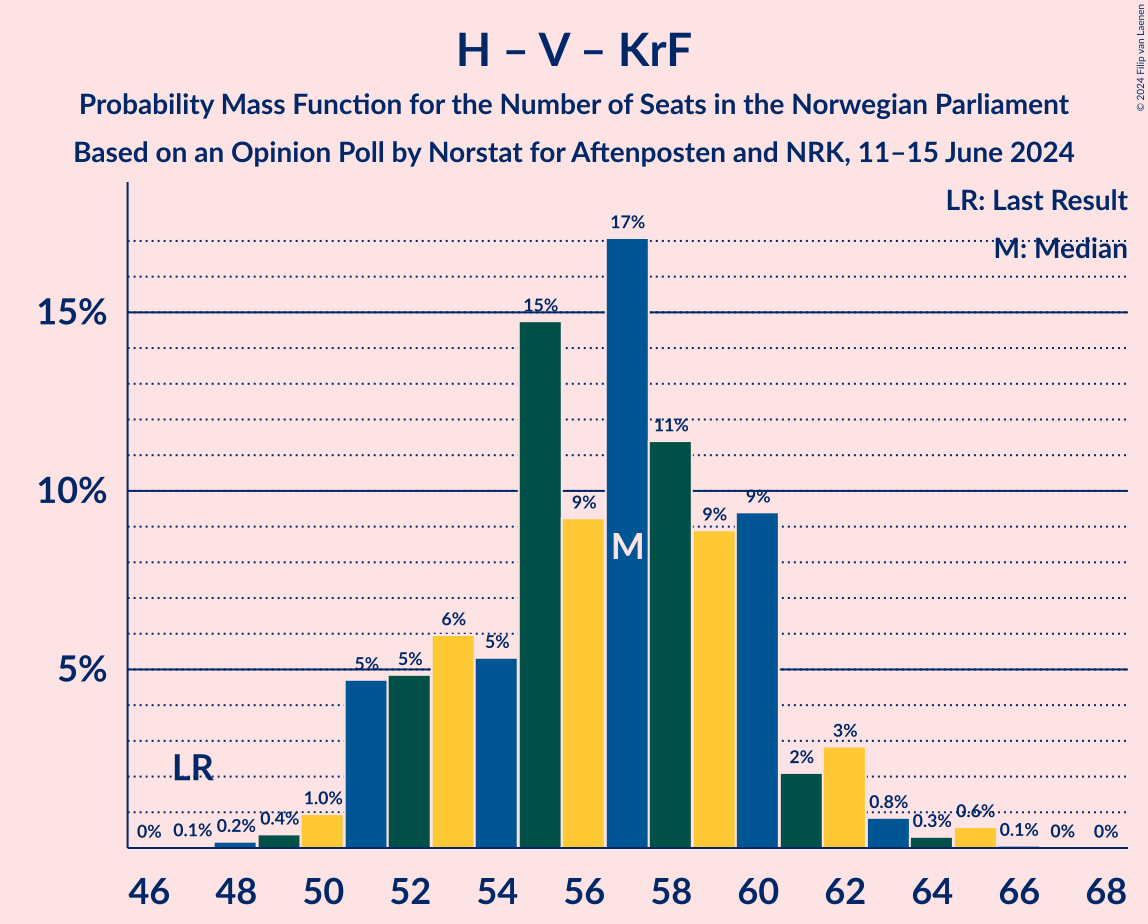 H – V – KrF
Probability Mass Function for the Number of Seats in the Norwegian Parliament
Based on an Opinion Poll by Norstat for Aftenposten and NRK, 11–15 June 2024
© 2024 Filip van Laenen
LR: Last Result
M: Median
15%
10%
5%
17%
15%
11%
9%
9%
9%
M
6%
5%
5%
5%
3%
2%
LR
0%
0.1%
0.2%
0.4%
1.0%
0.8%
0.3%
0.6%
0.1%
0%
0%
46 48 50 52 54 56 58 60 62 64 66 68